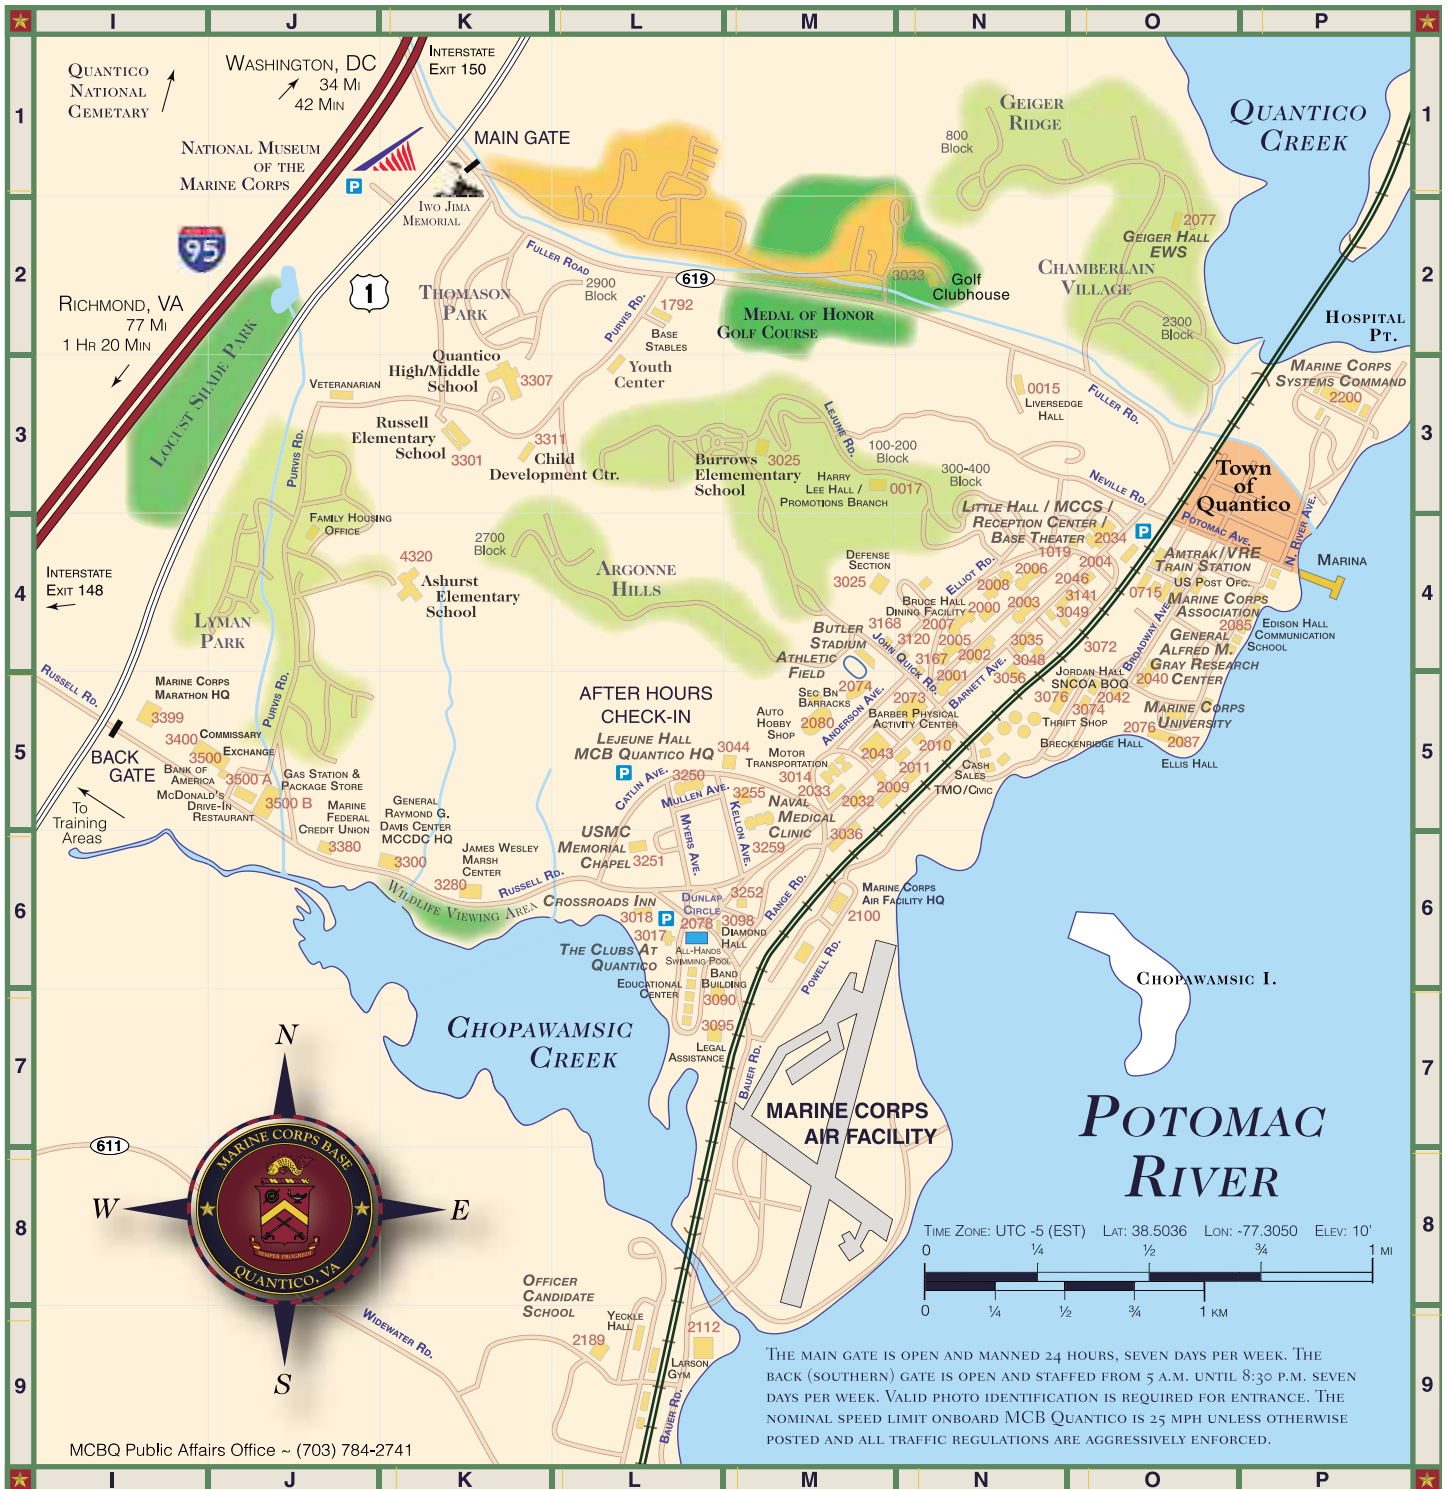 I J K L M N O P
1
2
3
4
5
6
7
8
9
QUANTICO
NATIONAL
CEMETARY
WASHINGTON, DC
34 MI
42 MIN
INTERSTATE
EXIT 150
NATIONAL MUSEUM
OF THE
MARINE CORPS
P
MAIN GATE
IWO JIMA
MEMORIAL
GEIGER
RIDGE
800
Block
QUANTICO
CREEK
95
1
619
FULLER ROAD
2900
Block
THOMASON
PARK
PURVIS RD.
1792
BASE
STABLES
MEDAL OF HONOR
GOLF COURSE
3033
Golf
Clubhouse
2077
GEIGER HALL
EWS
CHAMBERLAIN
VILLAGE
2300
Block
HOSPITAL
PT.
RICHMOND, VA
77 MI
1 HR 20 MIN
LOCUST SHADE PARK
VETERANARIAN
Quantico
High/Middle
School
3307
Youth
Center
Russell
Elementary
School
3301
3311
Child
Development Ctr.
PURVIS RD.
Burrows
Elementary
School
3025
LEJUNE RD.
HARRY
LEE HALL /
PROMOTIONS BRANCH
0017
100-200
Block
300-400
Block
0015
LIVERSEDGE
HALL
FULLER RD.
NEVILLE RD.
MARINE CORPS
SYSTEMS COMMAND
2200
Town
of
Quantico
POTOMAC AVE.
N. RIVER AVE.
MARINA
FAMILY HOUSING
OFFICE
2700
Block
4320
Ashurst
Elementary
School
ARGONNE
HILLS
LYMAN
PARK
DEFENSE
SECTION
3025
LITTLE HALL / MCCS /
RECEPTION CENTER /
BASE THEATER
1019
2034
P
ELLIOT RD.
2006
2004
2008
2046
3141
BRUCE HALL
DINING FACILITY
2000
2003
3049
3168
2007
3120
2005
3035
3167
2002
3048
2001
3056
3072
AMTRAK/VRE
TRAIN STATION
US POST OFC.
0715
MARINE CORPS
ASSOCIATION
2085
EDISON HALL
COMMUNICATION
SCHOOL
BROADWAY AVE.
GENERAL
ALFRED M.
GRAY RESEARCH
CENTER
2040
JORDAN HALL
SNCOA BOQ
3076
2042
3074
THRIFT SHOP
MARINE CORPS
UNIVERSITY
2076
2087
BRECKENRIDGE HALL
ELLIS HALL
BUTLER
STADIUM
ATHLETIC
FIELD
JOHN QUICK RD.
BARNETT AVE.
2074
SEC BN
BARRACKS
2080
ANDERSON AVE.
2073
BARBER PHYSICAL
ACTIVITY CENTER
AUTO
HOBBY
SHOP
MOTOR
TRANSPORTATION
3014
2033
2043
2010
2011
2009
2032
3036
CASH
SALES
TMO/CIVIC
RUSSELL RD.
INTERSTATE
EXIT 148
BACK
GATE
To
Training
Areas
MARINE CORPS
MARATHON HQ
3399
3400
COMMISSARY
3500
EXCHANGE
BANK OF
AMERICA
3500 A
MCDONALD'S
DRIVE-IN
RESTAURANT
3500 B
GAS STATION &
PACKAGE STORE
PURVIS RD.
MARINE
FEDERAL
CREDIT UNION
3380
GENERAL
RAYMOND G.
DAVIS CENTER
MCCDC HQ
3300
JAMES WESLEY
MARSH
CENTER
3280
RUSSELL RD.
WILDLIFE VIEWING AREA
AFTER HOURS
CHECK-IN
LEJEUNE HALL
MCB QUANTICO HQ
P
3044
3250
CATLIN AVE.
MULLEN AVE.
MYERS AVE.
KELLON AVE.
3255
NAVAL
MEDICAL
CLINIC
3259
USMC
MEMORIAL
CHAPEL
3251
CROSSROADS INN
3018
P
3017
THE CLUBS AT
QUANTICO
DUNLAP
CIRCLE
2078
3252
3098
DIAMOND
HALL
ALL-HANDS
SWIMMING POOL
EDUCATIONAL
CENTER
BAND
BUILDING
3090
3095
LEGAL
ASSISTANCE
RANGE RD.
POWELL RD.
MARINE CORPS
AIR FACILITY HQ
2100
BAUER RD.
MARINE CORPS
AIR FACILITY
CHOPAWAMSIC
CREEK
CHOPAWAMSIC I.
POTOMAC
RIVER
611
N
W
E
S
MARINE CORPS BASE
SEMPER PROGREDI
QUANTICO, VA
WIDEWATER RD.
OFFICER
CANDIDATE
SCHOOL
2189
YECKLE
HALL
2112
LARSON
GYM
BAUER RD.
TIME ZONE: UTC -5 (EST) LAT: 38.5036 LON: -77.3050 ELEV: 10'
0 ¼ ½ ¾ 1 MI
0 ¼ ½ ¾ 1 KM
THE MAIN GATE IS OPEN AND MANNED 24 HOURS, SEVEN DAYS PER WEEK. THE
BACK (SOUTHERN) GATE IS OPEN AND STAFFED FROM 5 A.M. UNTIL 8:30 P.M. SEVEN
DAYS PER WEEK. VALID PHOTO IDENTIFICATION IS REQUIRED FOR ENTRANCE. THE
NOMINAL SPEED LIMIT ONBOARD MCB QUANTICO IS 25 MPH UNLESS OTHERWISE
POSTED AND ALL TRAFFIC REGULATIONS ARE AGGRESSIVELY ENFORCED.
MCBQ Public Affairs Office ~ (703) 784-2741
I J K L M N O P
1
2
3
4
5
6
7
8
9